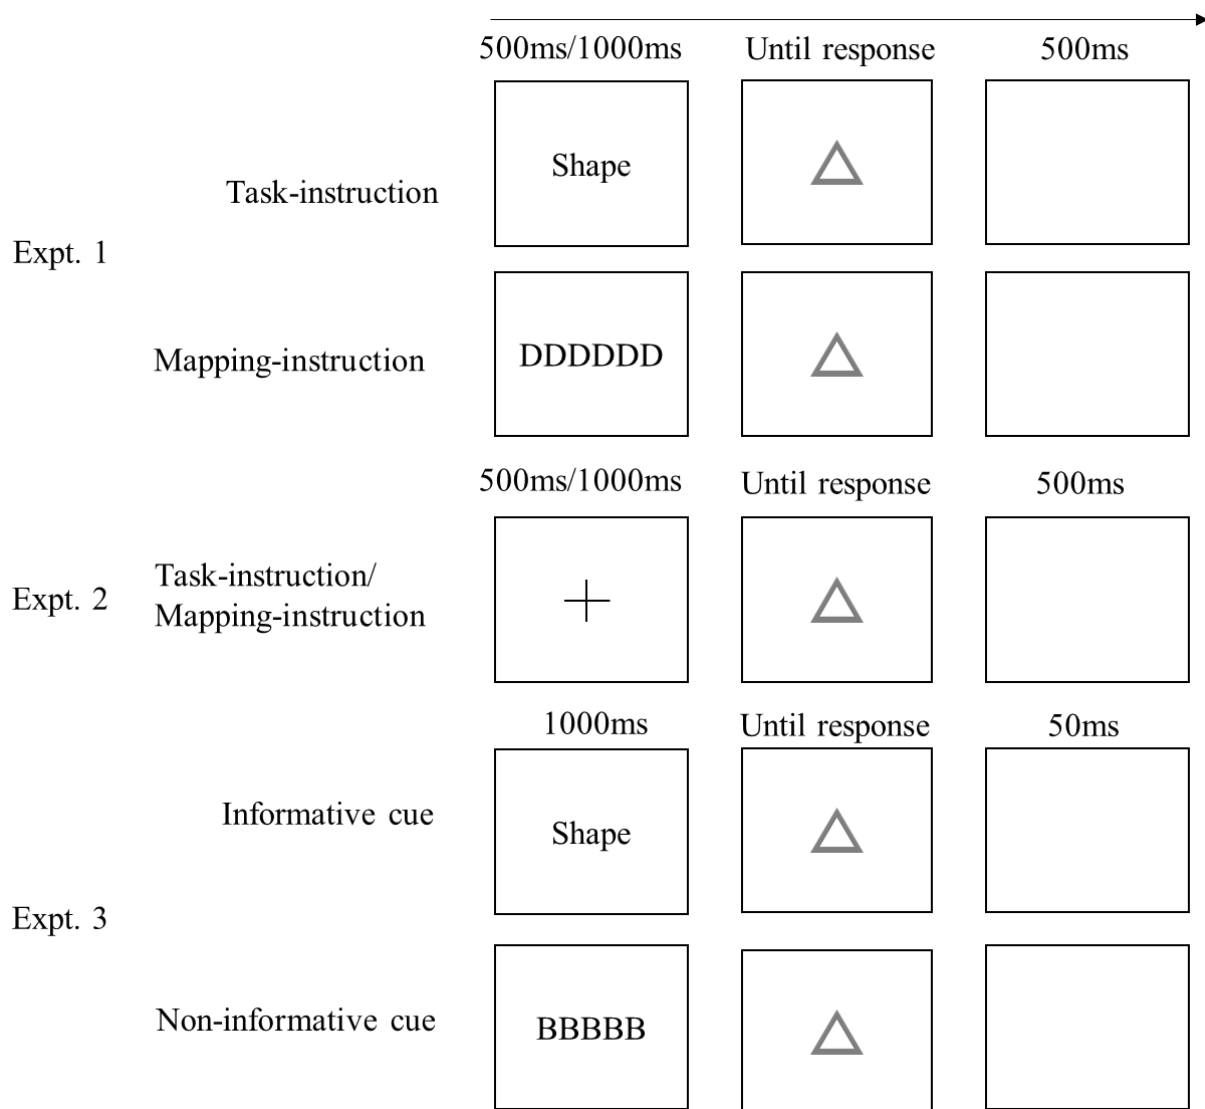 500ms/1000ms Until response 500ms
Shape
Task-instruction
Expt. 1
Mapping-instruction
DDDDDD
500ms/1000ms Until response 500ms
Task-instruction/
Expt. 2
Mapping-instruction
1000ms Until response 50ms
Informative cue
Shape
Expt. 3
Non-informative cue
BBBBB